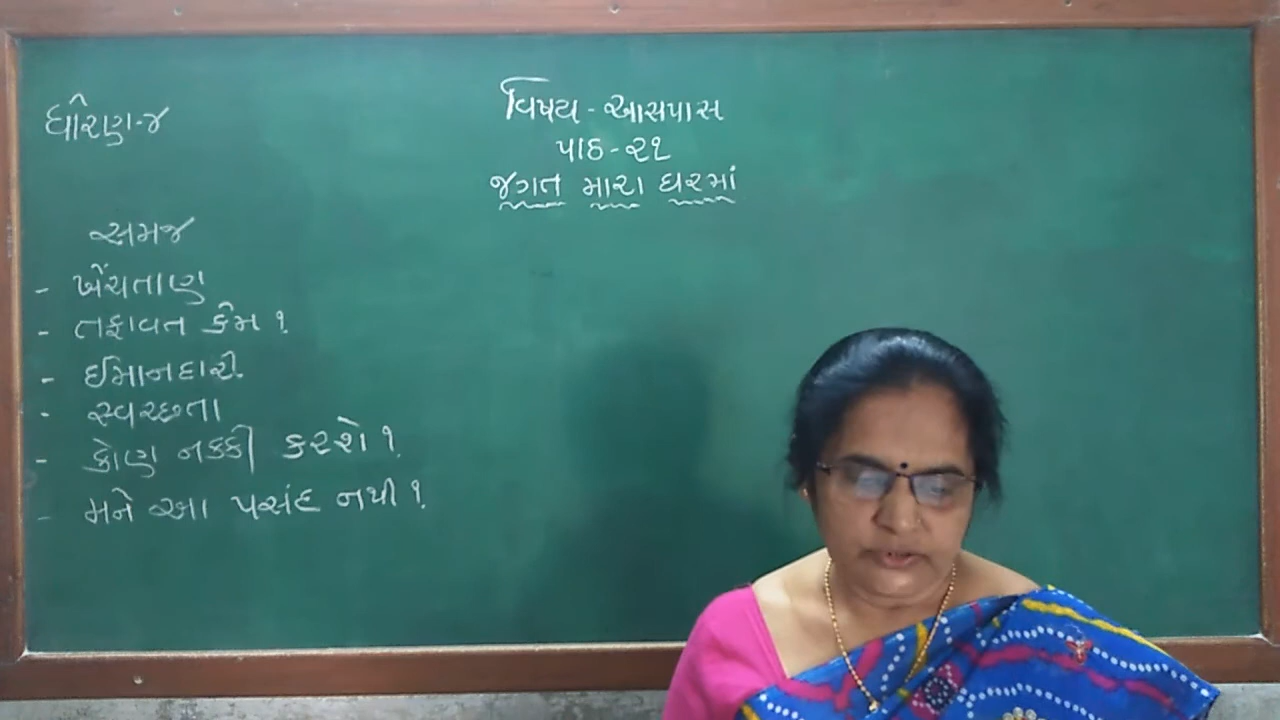 ધોરણ-૪
વિષય - આસપાસ
પાઠ - ૨૧
જગત મારા ઘરમાં
સમજ
- ખેંચતાણ
- તફાવત કેમ ?
- ઈમાનદારી
- સ્વચ્છતા
- કોણ નક્કી કરશે ?
- મને આ પસંદ નથી ?